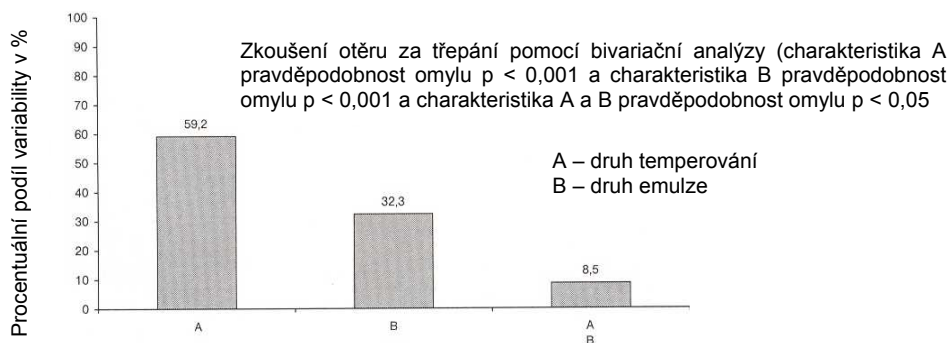 Procentuální podíl variability v %
100
90
80
70
60
50
40
30
20
10
0
Zkoušení otěru za třepání pomocí bivariační analýzy (charakteristika A
pravděpodobnost omylu p < 0,001 a charakteristika B pravděpodobnost
omylu p < 0,001 a charakteristika A a B pravděpodobnost omylu p < 0,05
A – druh temperování
B – druh emulze
59,2
32,3
8,5
A
B
A
B